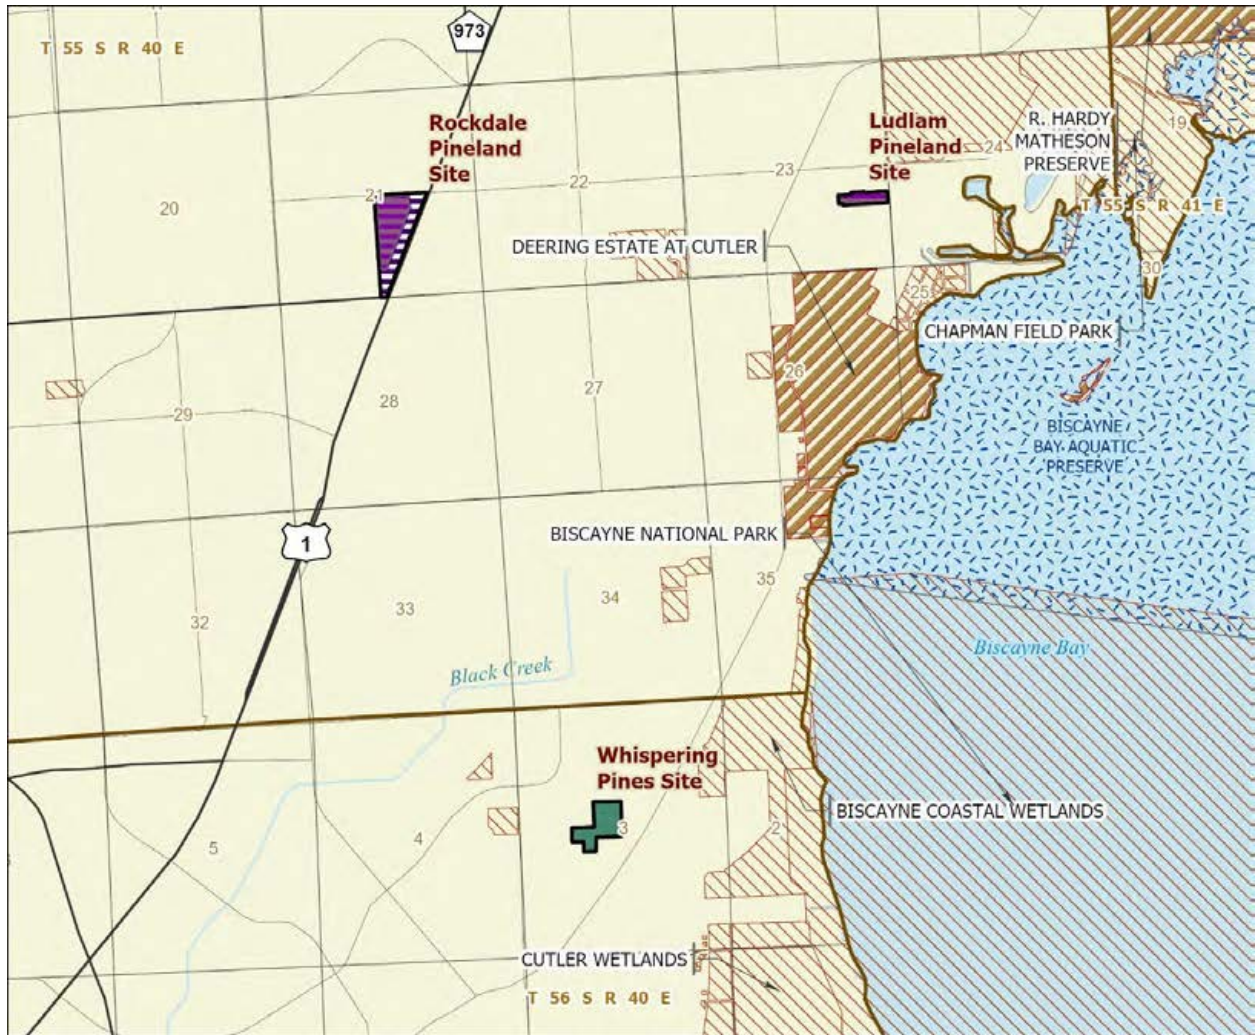 973
T 55 S R 40 E
Rockdale
Pineland
Site
Ludlam
Pineland
Site
R. HARDY
MATHESON
PRESERVE
19
24
23
22
21
20
T 55 S R 41 E
DEERING ESTATE AT CUTLER
30
25
CHAPMAN FIELD PARK
26
27
28
29
BISCAYNE
BAY AQUATIC
PRESERVE
BISCAYNE NATIONAL PARK
1
35
34
33
32
Biscayne Bay
Black Creek
Whispering
Pines Site
BISCAYNE COASTAL WETLANDS
2
3
4
5
CUTLER WETLANDS
T 56 S R 40 E